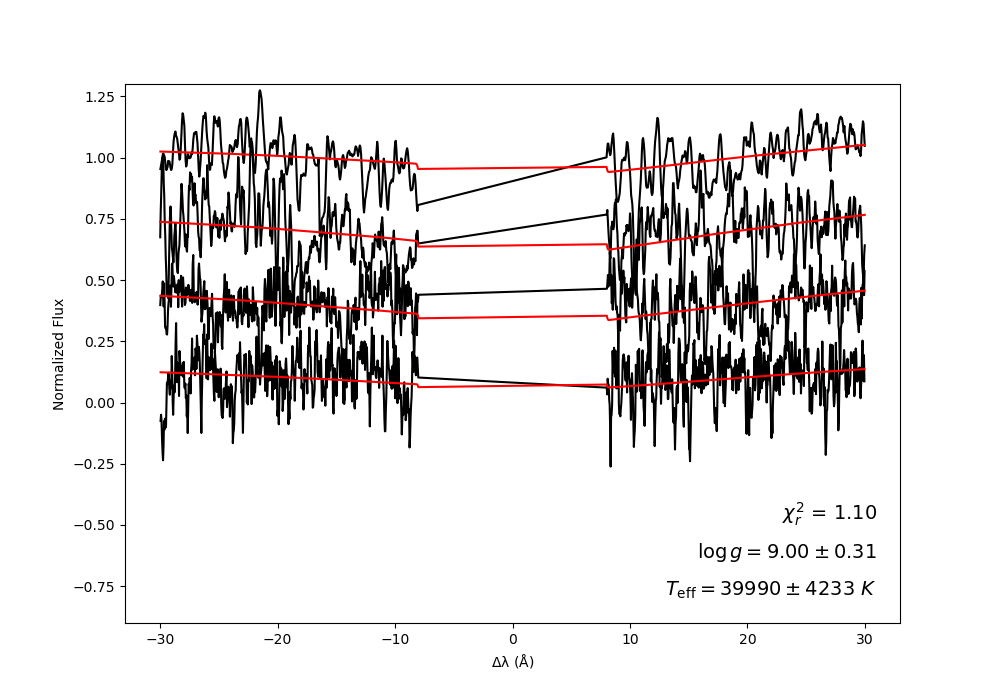 1.25
1.00
0.75
0.50
0.25
0.00
−0.25
−0.50
−0.75
Normalized Flux
χ²ᵣ = 1.10
log g = 9.00 ± 0.31
T_eff = 39990 ± 4233 K
−30 −20 −10 0 10 20 30
Δλ (Å)